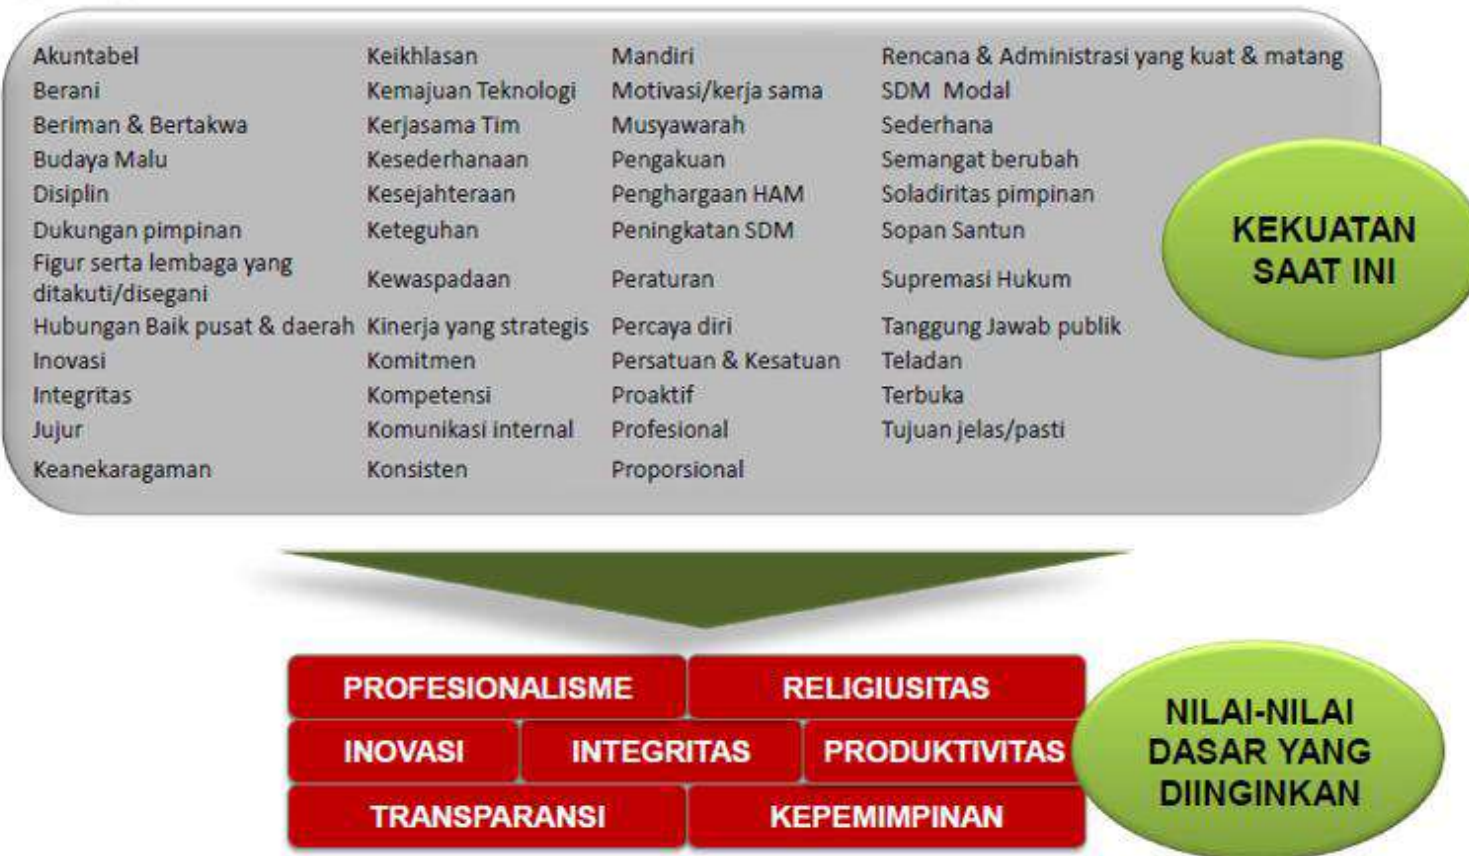 Akuntabel
Berani
Beriman & Bertakwa
Budaya Malu
Disiplin
Dukungan pimpinan
Figur serta lembaga yang
ditakuti/disegani
Hubungan Baik pusat & daerah
Inovasi
Integritas
Jujur
Keanekaragaman
Keikhlasan
Kemajuan Teknologi
Kerjasama Tim
Kesederhanaan
Kesejahteraan
Keteguhan
Kewaspadaan
Kinerja yang strategis
Komitmen
Kompetensi
Komunikasi internal
Konsisten
Mandiri
Motivasi/kerja sama
Musyawarah
Pengakuan
Penghargaan HAM
Peningkatan SDM
Peraturan
Percaya diri
Persatuan & Kesatuan
Proaktif
Profesional
Proporsional
Rencana & Administrasi yang kuat & matang
SDM Modal
Sederhana
Semangat berubah
Soladiritas pimpinan
Sopan Santun
Supremasi Hukum
Tanggung Jawab publik
Teladan
Terbuka
Tujuan jelas/pasti
KEKUATAN
SAAT INI
PROFESIONALISME
RELIGIUSITAS
INOVASI
INTEGRITAS
PRODUKTIVITAS
TRANSPARANSI
KEPEMIMPINAN
NILAI-NILAI
DASAR YANG
DIINGINKAN